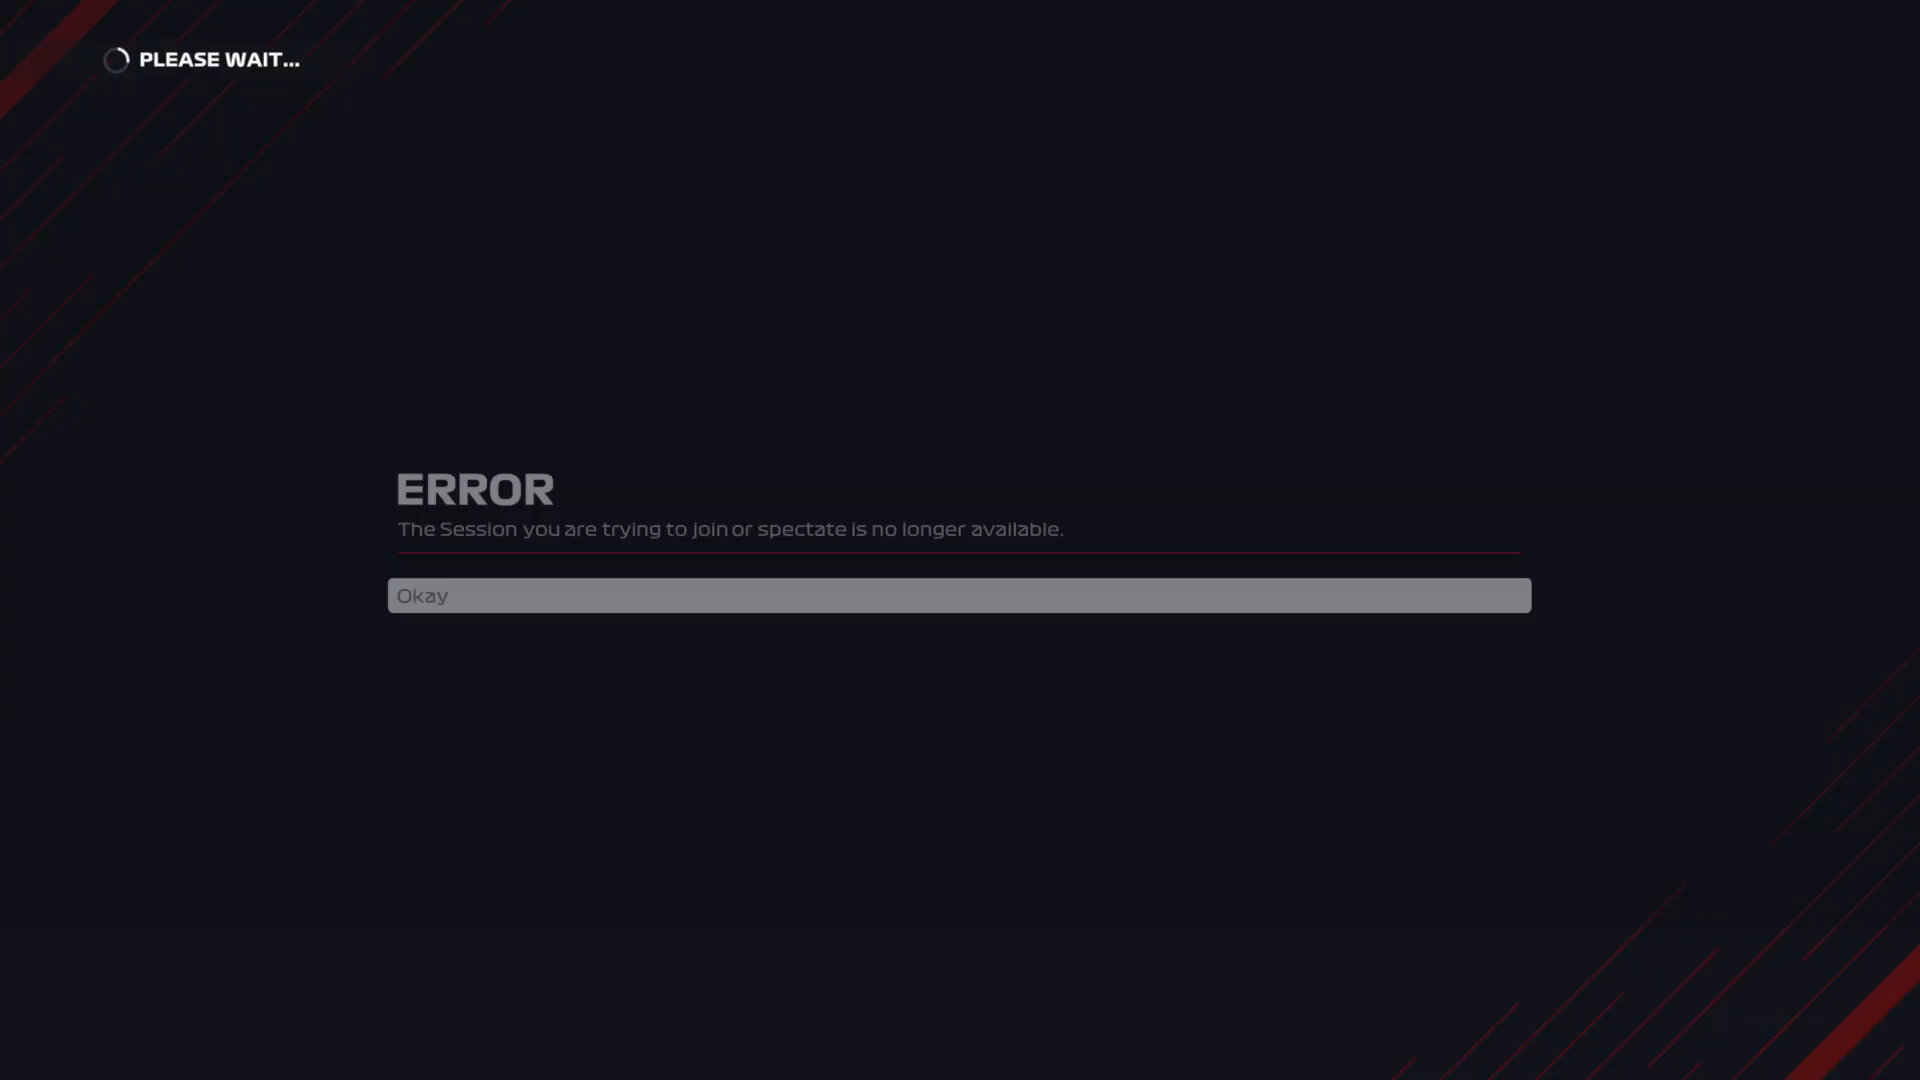 PLEASE WAIT...
ERROR
The Session you are trying to join or spectate is no longer available.
Okay